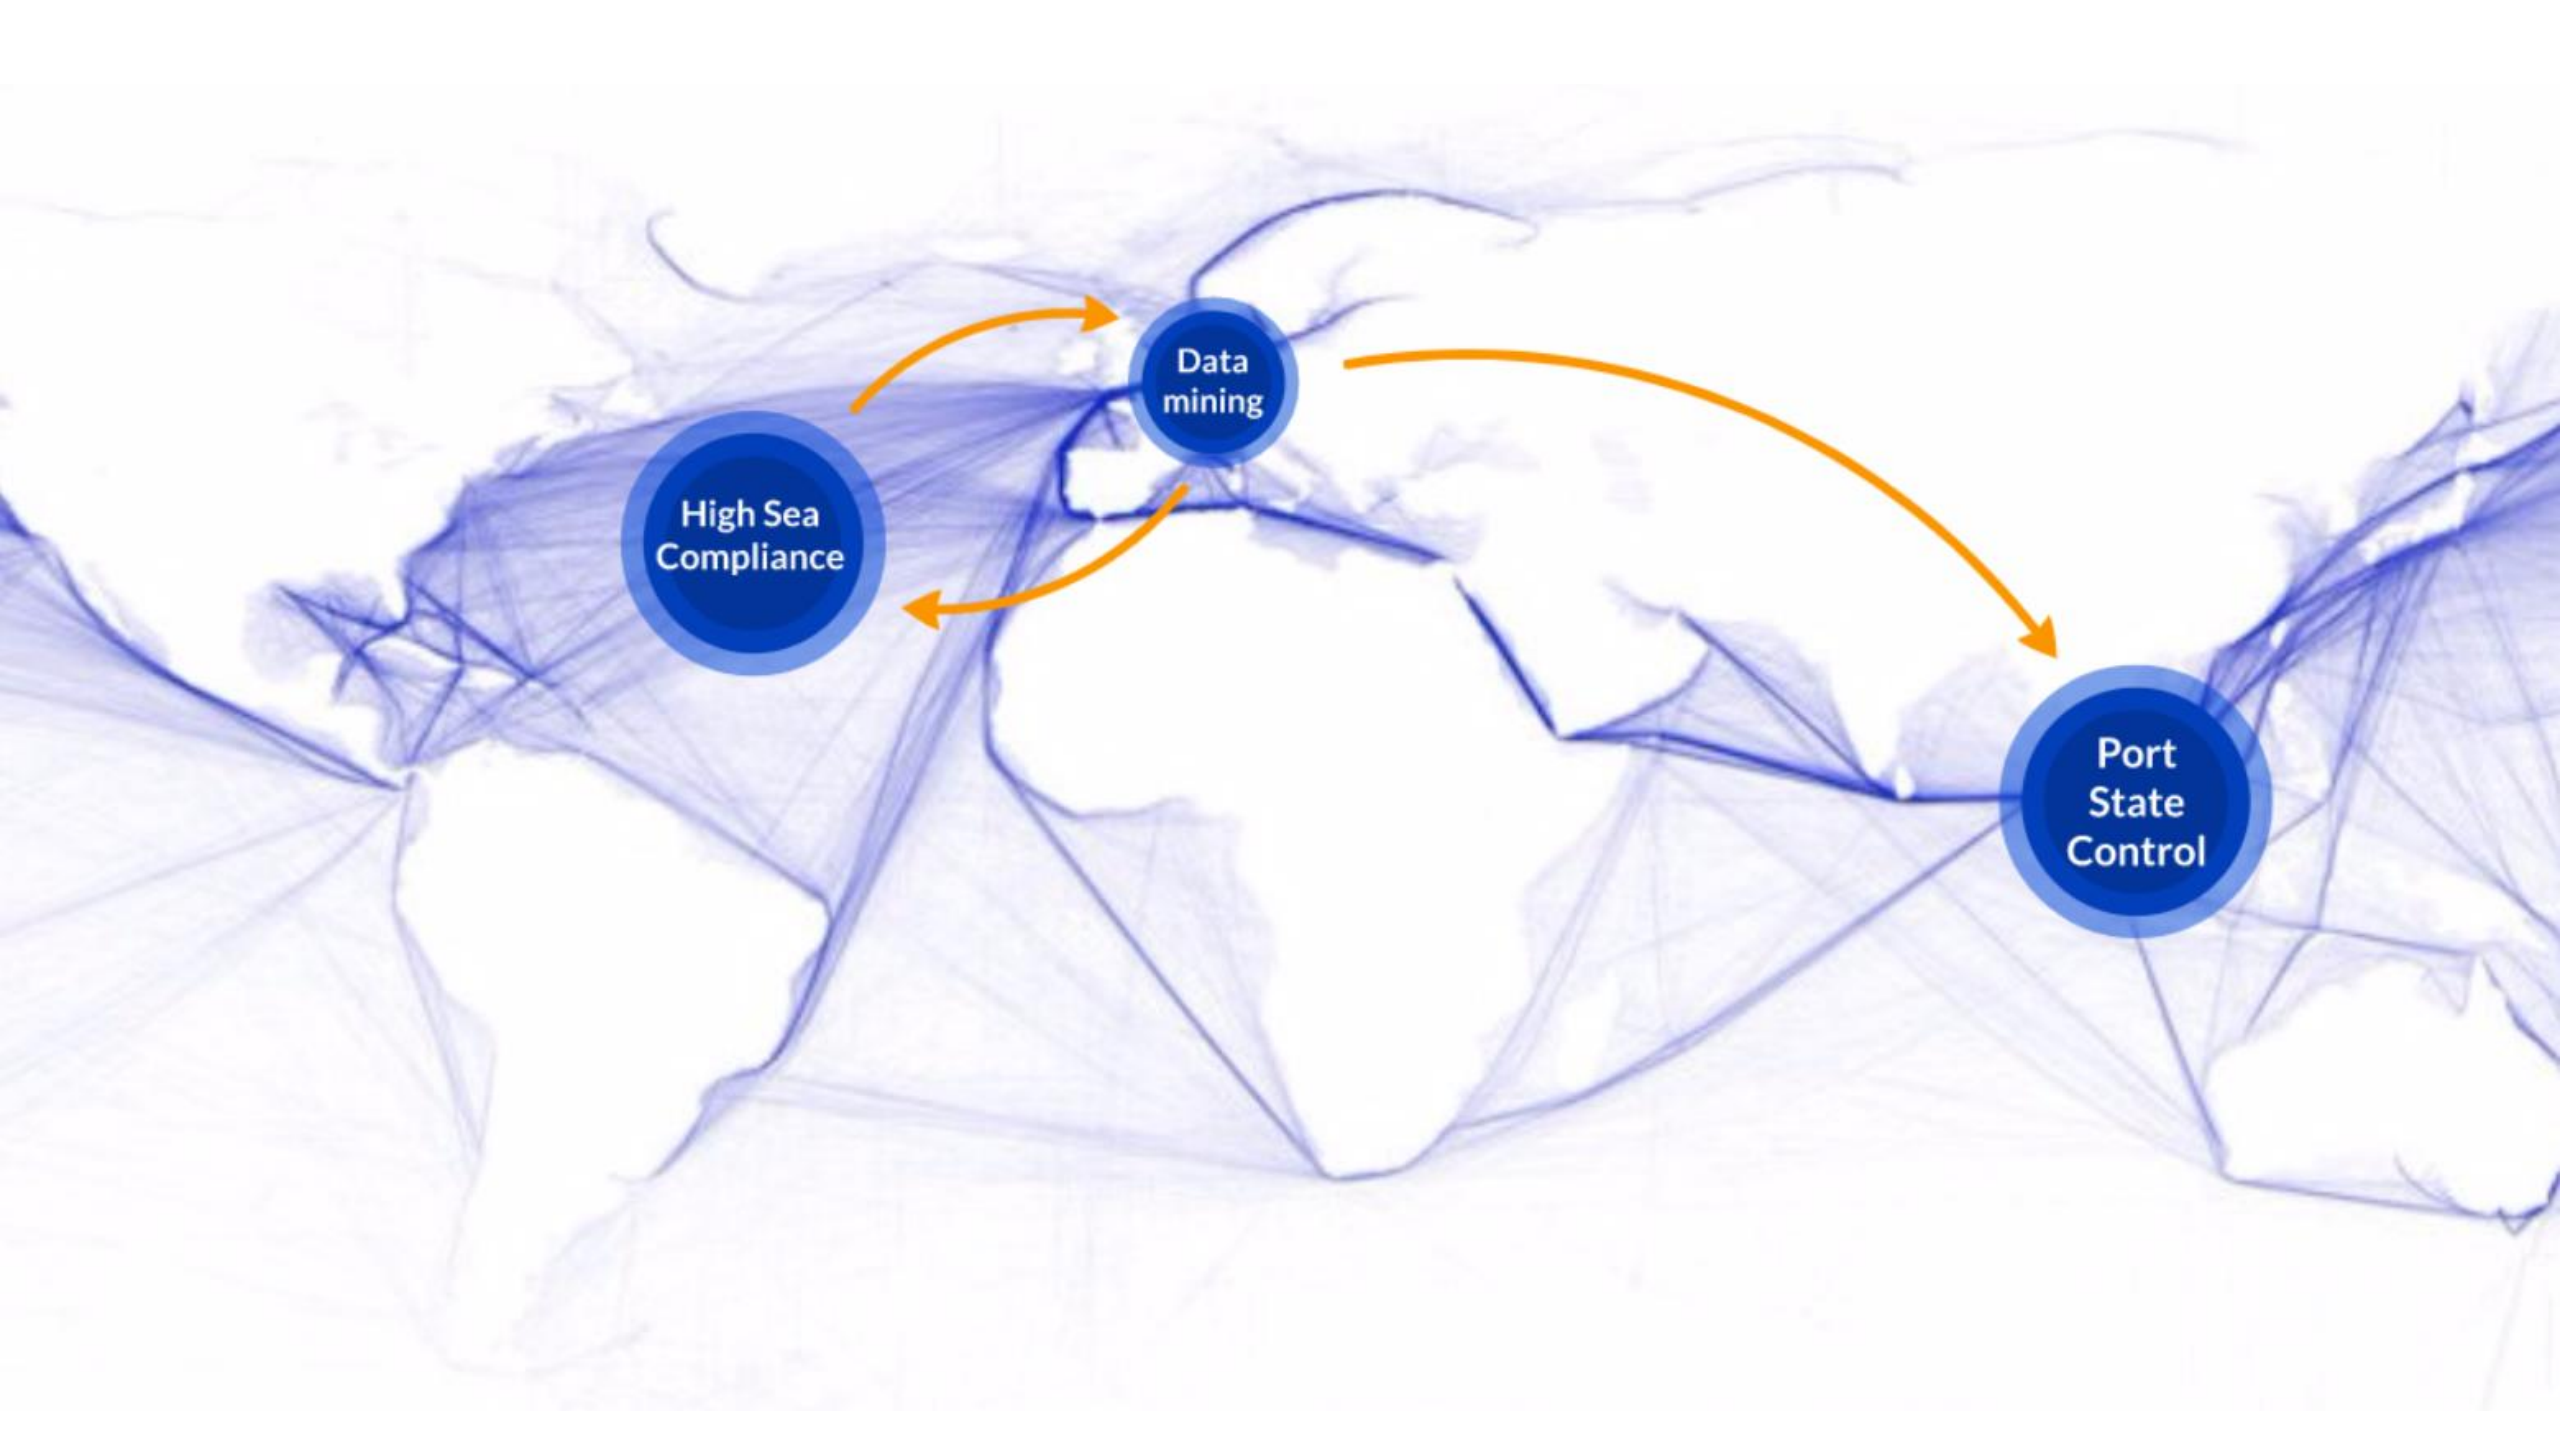 Data
mining
High Sea
Compliance
Port
State
Control